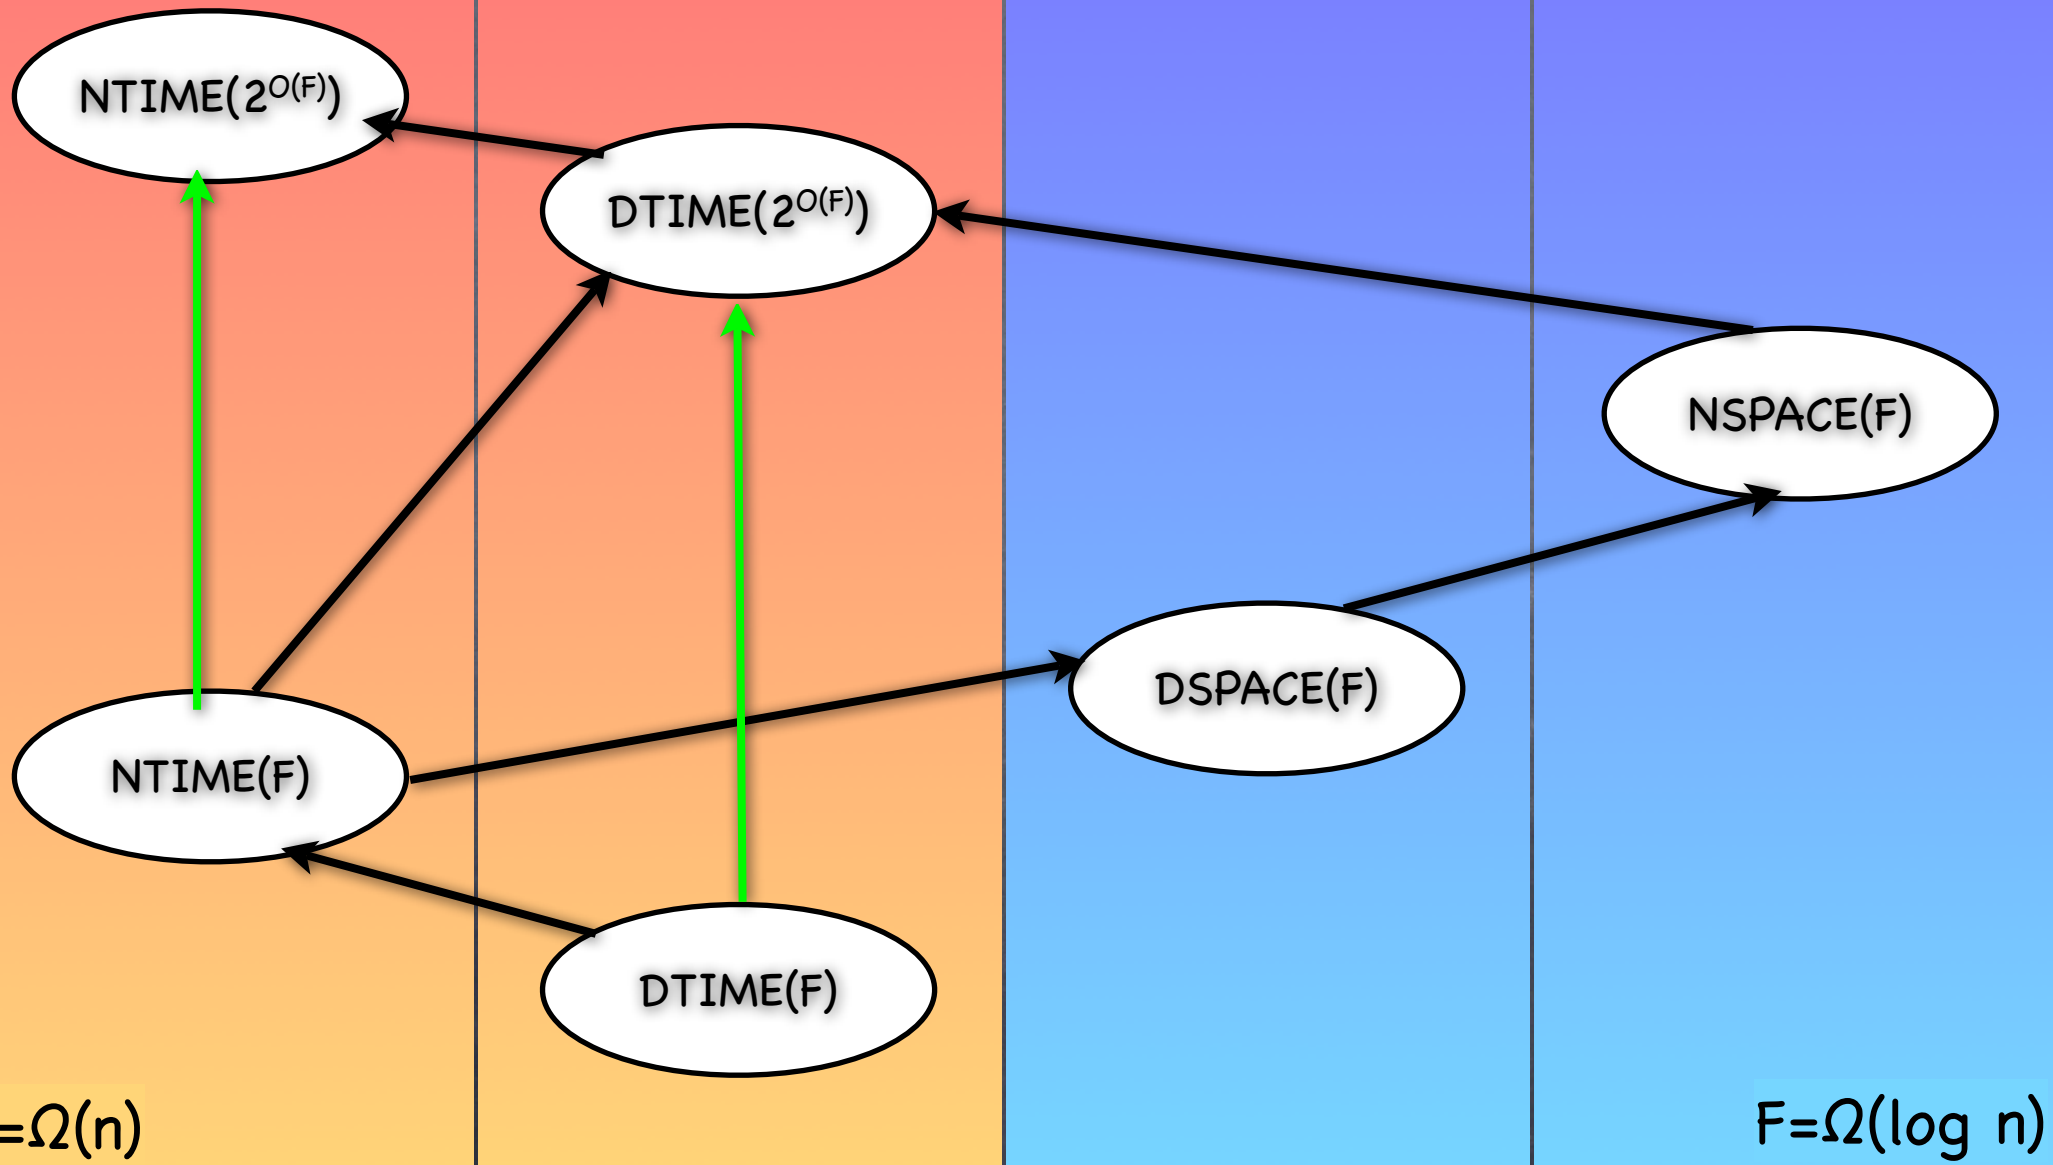 NTIME(2^O(F))
DTIME(2^O(F))
NSPACE(F)
DSPACE(F)
NTIME(F)
DTIME(F)
=Ω(n)
F=Ω(log n)